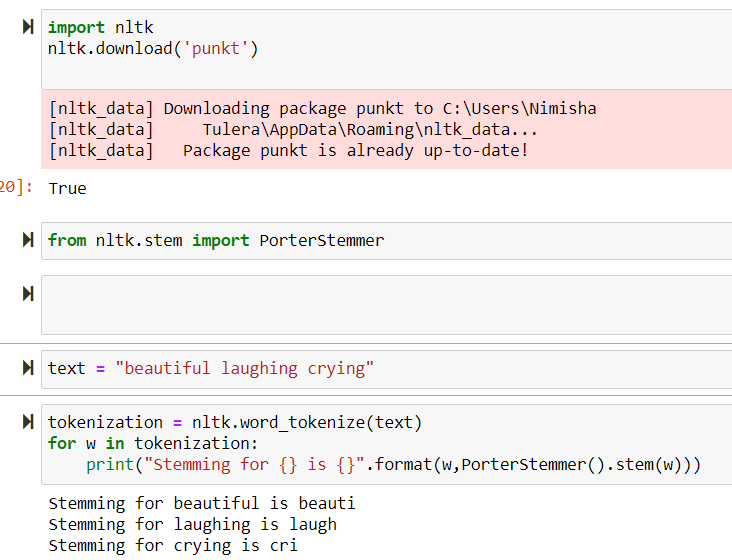 import nltk
nltk.download('punkt')
[nltk_data] Downloading package punkt to C:\Users\Nimisha
[nltk_data]     Tulera\AppData\Roaming\nltk_data...
[nltk_data]   Package punkt is already up-to-date!
20]: True
from nltk.stem import PorterStemmer
text = "beautiful laughing crying"
tokenization = nltk.word_tokenize(text)
for w in tokenization:
    print("Stemming for {} is {}".format(w,PorterStemmer().stem(w)))
Stemming for beautiful is beauti
Stemming for laughing is laugh
Stemming for crying is cri